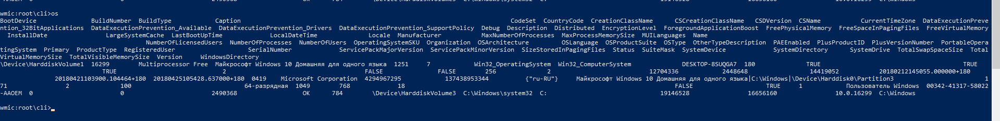 wmic:root\cli>os
BootDevice BuildNumber BuildType Caption CodeSet CountryCode CreationClassName CSCreationClassName CSDVersion CSName CurrentTimeZone DataExecutionPreve
ntion_32BitApplications DataExecutionPrevention_Available DataExecutionPrevention_Drivers DataExecutionPrevention_SupportPolicy Debug Description Distributed EncryptionLevel ForegroundApplicationBoost FreePhysicalMemory FreeSpaceInPagingFiles FreeVirtualMemory
InstallDate LargeSystemCache LastBootUpTime LocalDateTime Locale Manufacturer MaxNumberOfProcesses MaxProcessMemorySize MUILanguages Name
NumberOfLicensedUsers NumberOfProcesses NumberOfUsers OperatingSystemSKU Organization OSArchitecture OSLanguage OSProductSuite OSType OtherTypeDescription PAEEnabled PlusProductID PlusVersionNumber PortableOpera
tingSystem Primary ProductType RegisteredUser SerialNumber ServicePackMajorVersion ServicePackMinorVersion SizeStoredInPagingFiles Status SuiteMask SystemDevice SystemDirectory SystemDrive TotalSwapSpaceSize Total
VirtualMemorySize TotalVisibleMemorySize Version WindowsDirectory
\Device\HarddiskVolume1 16299 Multiprocessor Free Майкрософт Windows 10 Домашняя для одного языка 1251 7 Win32_OperatingSystem Win32_ComputerSystem DESKTOP-8SUQGA7 180 TRUE TRUE
TRUE 2 FALSE FALSE 256 2 12704336 2448648 14419052 20180212145055.000000+180
20180421103900.104464+180 20180425105428.637000+180 0419 Microsoft Corporation 4294967295 137438953344 {"ru-RU"} Майкрософт Windows 10 Домашняя для одного языка|C:\Windows|\Device\Harddisk0\Partition3 1
71 2 100 64-разрядная 1049 768 18 FALSE TRUE 1 Пользователь Windows 00342-41317-58022
-AAOEM 0 0 2490368 OK 784 \Device\HarddiskVolume3 C:\Windows\system32 C: 19146528 16656160 10.0.16299 C:\Windows
wmic:root\cli>